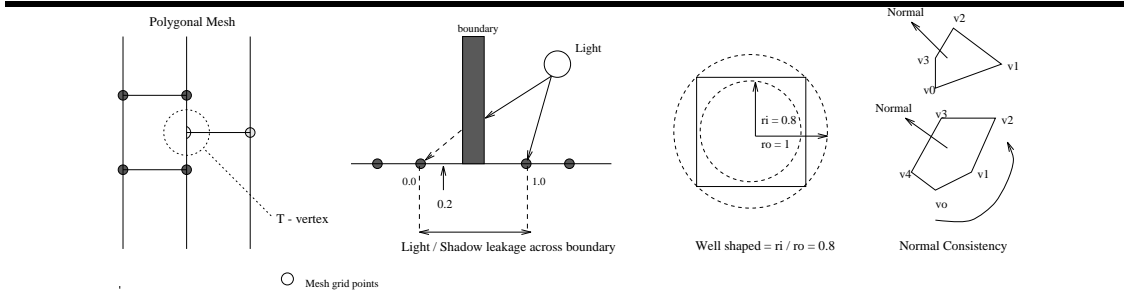 Polygonal Mesh
T - vertex
Mesh grid points
boundary
Light
0.0
1.0
0.2
Light / Shadow leakage across boundary
ri = 0.8
ro = 1
Well shaped = ri / ro = 0.8
Normal
v2
v3
v1
v0
Normal
v3
v2
v4
v1
vo
Normal Consistency